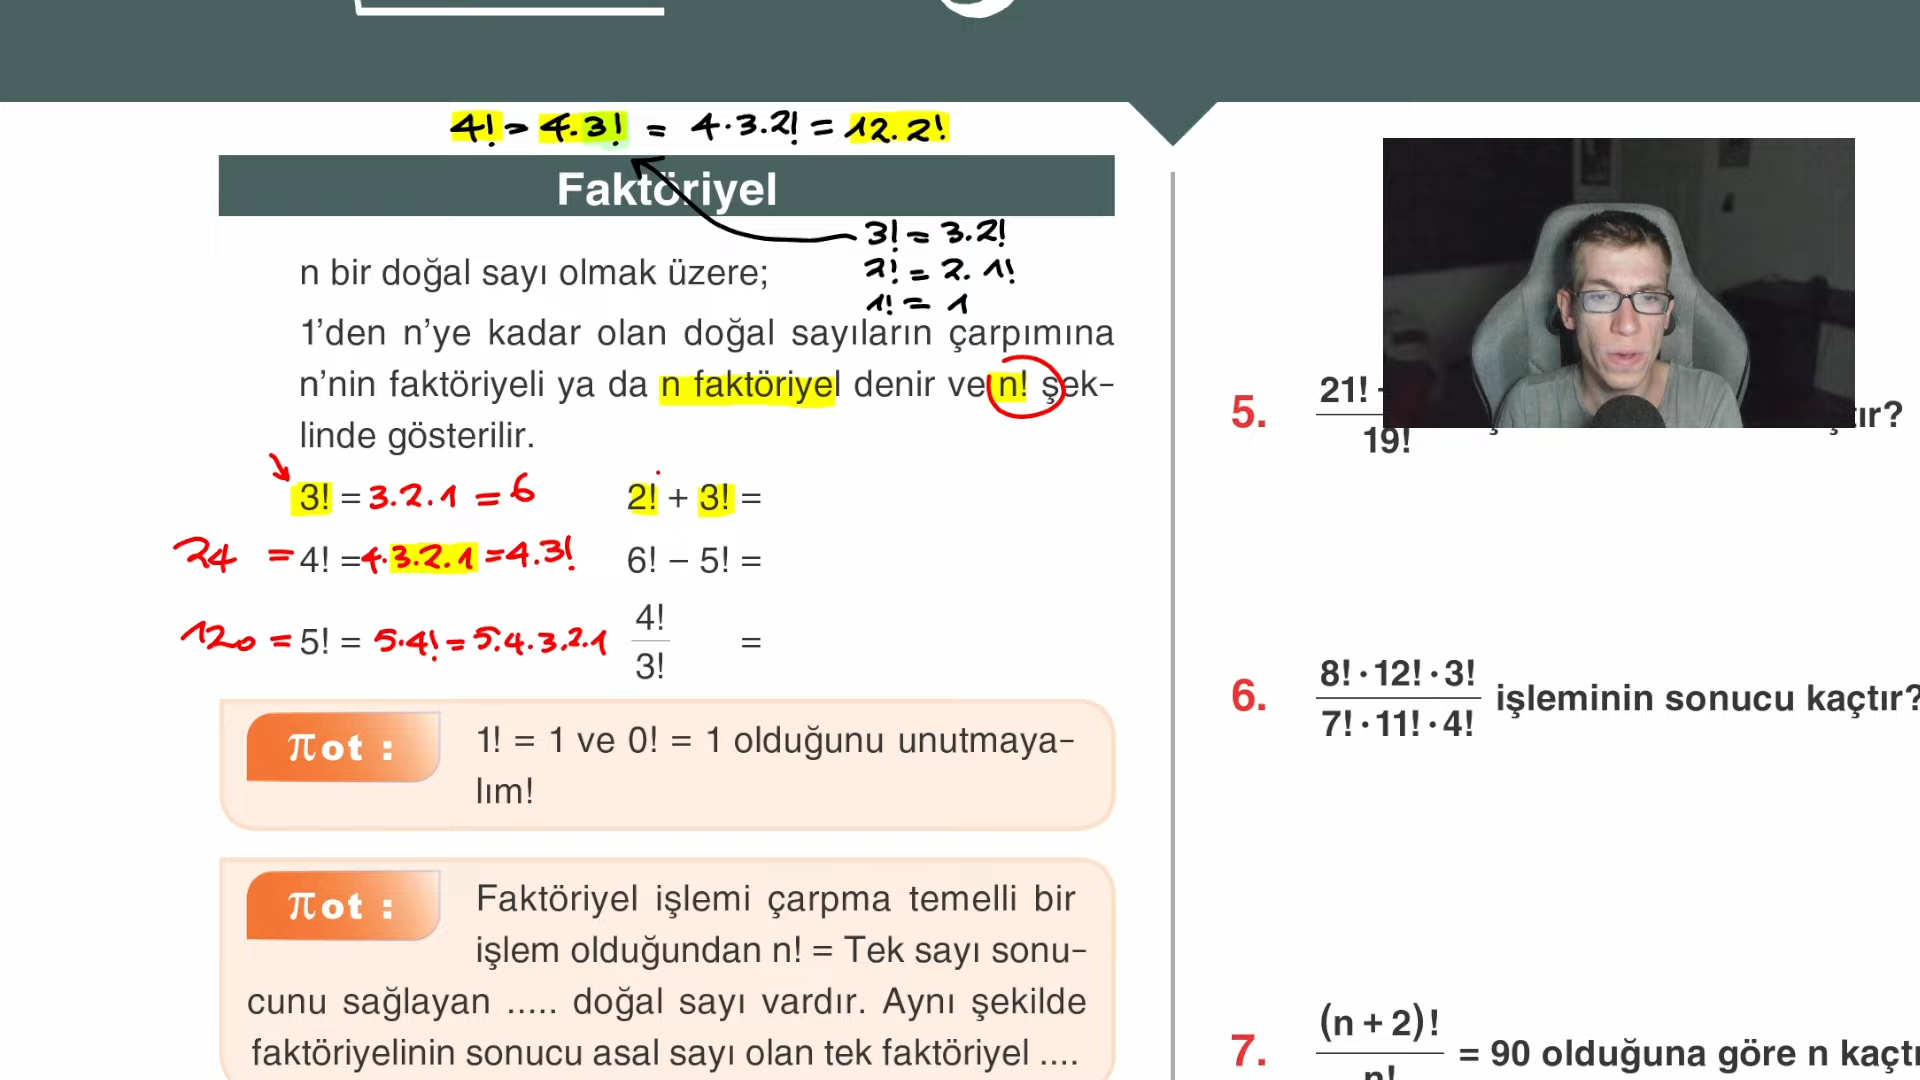 4! = 4.3! = 4.3.2! = 12.2!
Faktöriyel
3! = 3.2!
2! = 2.1!
1! = 1
n bir doğal sayı olmak üzere;
1’den n’ye kadar olan doğal sayıların çarpımına
n’nin faktöriyeli ya da n faktöriyel denir ve n! şek-
linde gösterilir.
3! = 3.2.1 = 6
24 = 4! = 4.3.2.1 = 4.3!
120 = 5! = 5.4! = 5.4.3.2.1
2! + 3! =
6! – 5! =
4!
3!
=
πot :
1! = 1 ve 0! = 1 olduğunu unutmaya-
lım!
πot :
Faktöriyel işlemi çarpma temelli bir
işlem olduğundan n! = Tek sayı sonu-
cunu sağlayan ..... doğal sayı vardır. Aynı şekilde
faktöriyelinin sonucu asal sayı olan tek faktöriyel ....
5.
21!
19!
6.
8! · 12! · 3!
7! · 11! · 4!
işleminin sonucu kaçtır?
7.
(n + 2)!
n!
= 90 olduğuna göre n